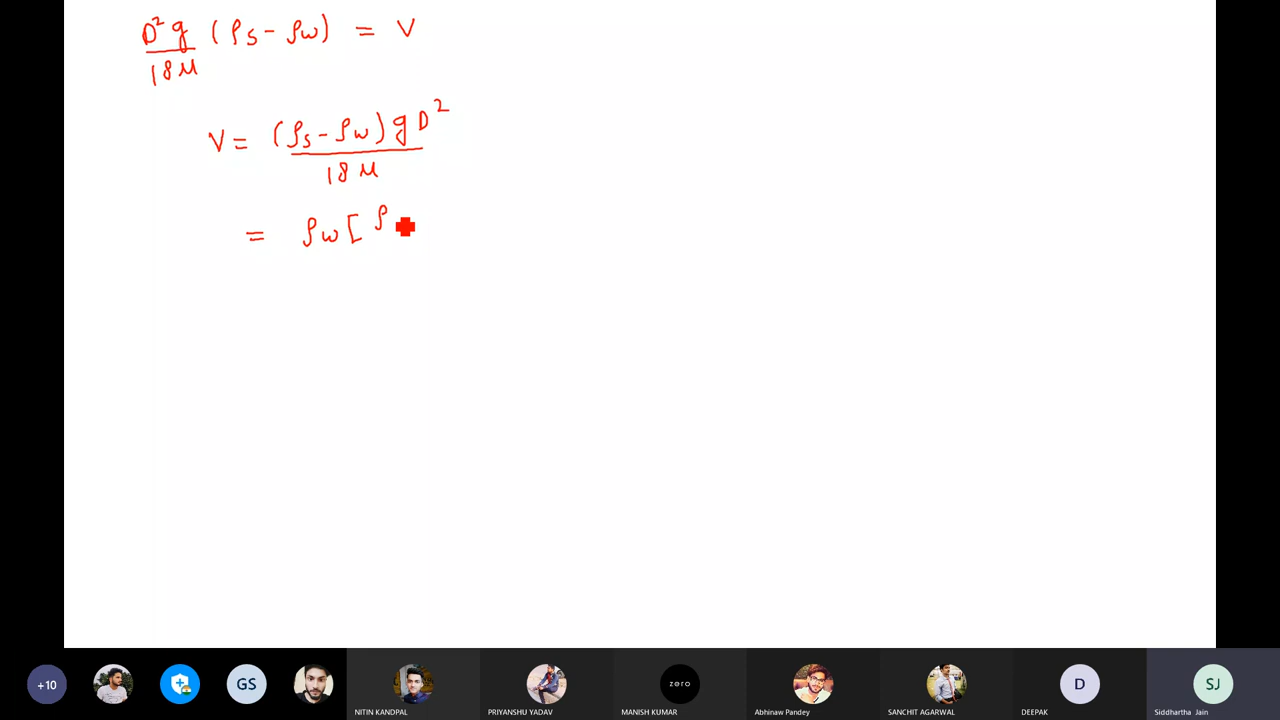 D²g/18μ (ρs - ρw) = V
V = (ρs - ρw) g D²/18μ
= ρw [ ρ
+10
GS
NITIN KANDPAL
PRIYANSHU YADAV
zero
MANISH KUMAR
Abhinaw Pandey
SANCHIT AGARWAL
D
DEEPAK
SJ
Siddhartha Jain